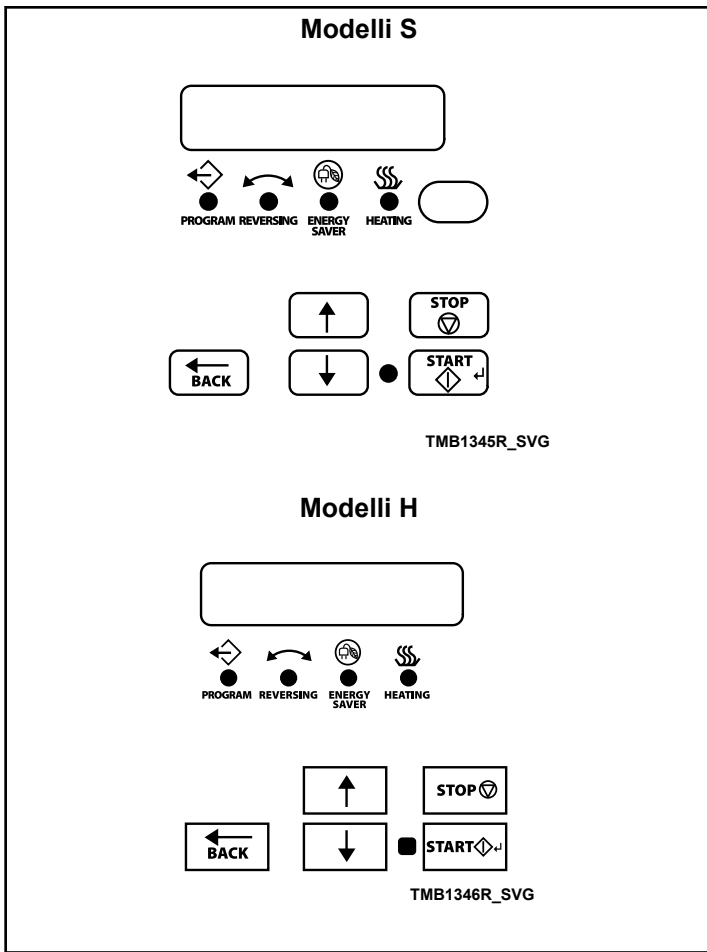 Modelli S
PROGRAM REVERSING ENERGY SAVER HEATING
STOP
BACK
START
TMB1345R_SVG
Modelli H
PROGRAM REVERSING ENERGY SAVER HEATING
STOP
BACK
START
TMB1346R_SVG